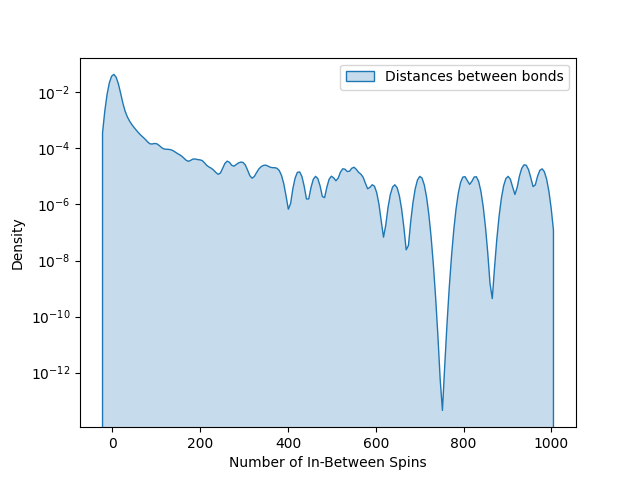 Distances between bonds
10⁻²
10⁻⁴
10⁻⁶
10⁻⁸
10⁻¹⁰
10⁻¹²
Density
0 200 400 600 800 1000
Number of In-Between Spins